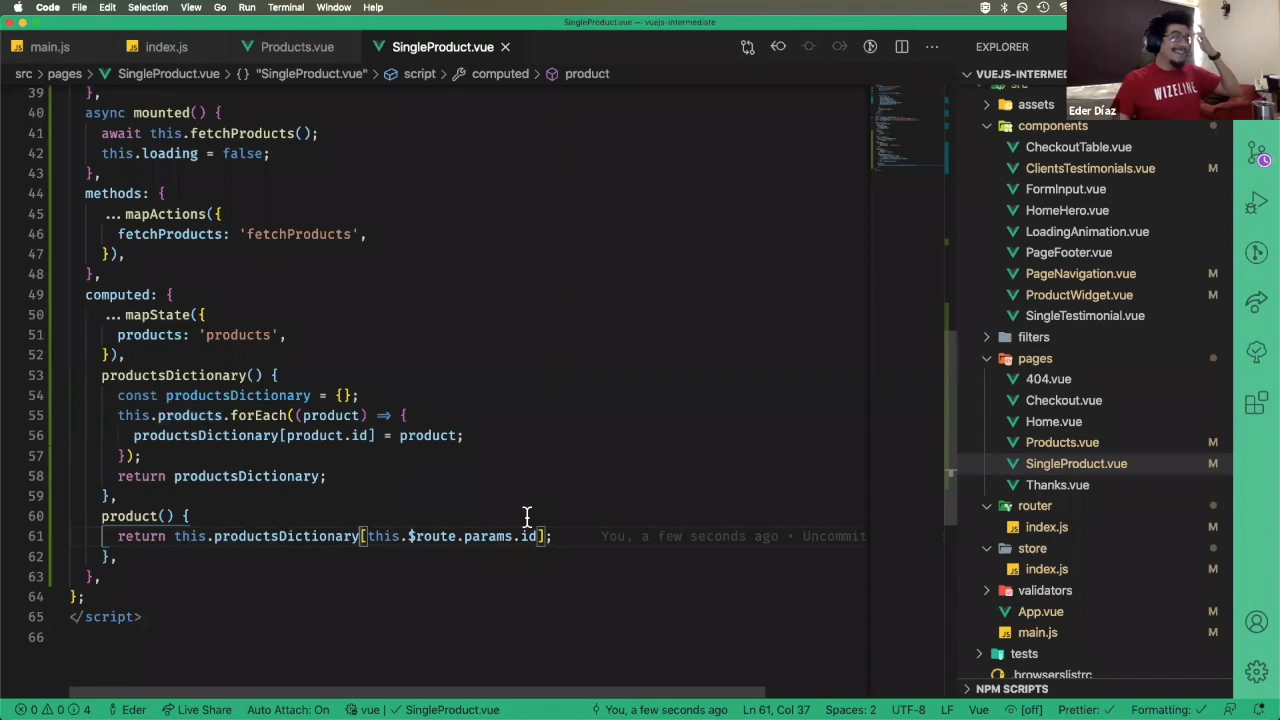 Code File Edit Selection View Go Run Terminal Window Help
SingleProduct.vue — vuejs-intermediate
main.js index.js Products.vue SingleProduct.vue
EXPLORER
src > pages > SingleProduct.vue > {} "SingleProduct.vue" > script > computed > product
39 },
40 async mounted() {
41 await this.fetchProducts();
42 this.loading = false;
43 },
44 methods: {
45 ...mapActions({
46 fetchProducts: 'fetchProducts',
47 }),
48 },
49 computed: {
50 ...mapState({
51 products: 'products',
52 }),
53 productsDictionary() {
54 const productsDictionary = {};
55 this.products.forEach((product) => {
56 productsDictionary[product.id] = product;
57 });
58 return productsDictionary;
59 },
60 product() {
61 return this.productsDictionary[this.$route.params.id]; You, a few seconds ago • Uncommit
62 },
63 },
64 };
65 </script>
66
VUEJS-INTERM
src
assets
components
CheckoutTable.vue
ClientsTestimonials.vue M
FormInput.vue
HomeHero.vue
LoadingAnimation.vue
PageFooter.vue
PageNavigation.vue M
ProductWidget.vue M
SingleTestimonial.vue
filters
pages
404.vue
Checkout.vue
Home.vue
Products.vue M
SingleProduct.vue M
Thanks.vue
router
index.js M
store
index.js M
validators
App.vue M
main.js M
tests
.browserslistrc
NPM SCRIPTS
WIZELINE
Eder Díaz
0 0 4 Eder Live Share Auto Attach: On vue | SingleProduct.vue You, a few seconds ago Ln 61, Col 37 Spaces: 2 UTF-8 LF Vue [off] Prettier: Formatting: